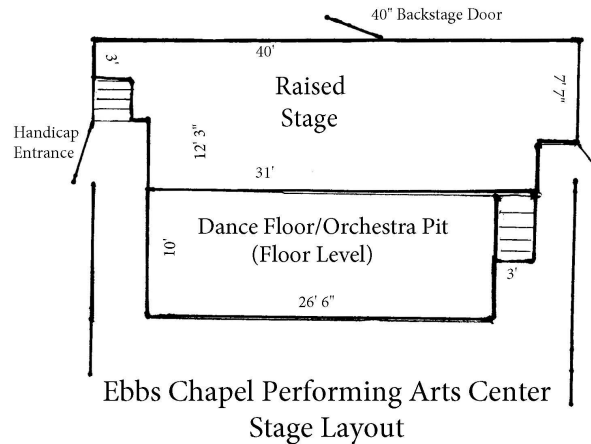 40" Backstage Door
40'
3'
Raised
Stage
7' 7"
Handicap
Entrance
12' 3"
31'
Dance Floor/Orchestra Pit
(Floor Level)
10'
3'
26' 6"
Ebbs Chapel Performing Arts Center
Stage Layout